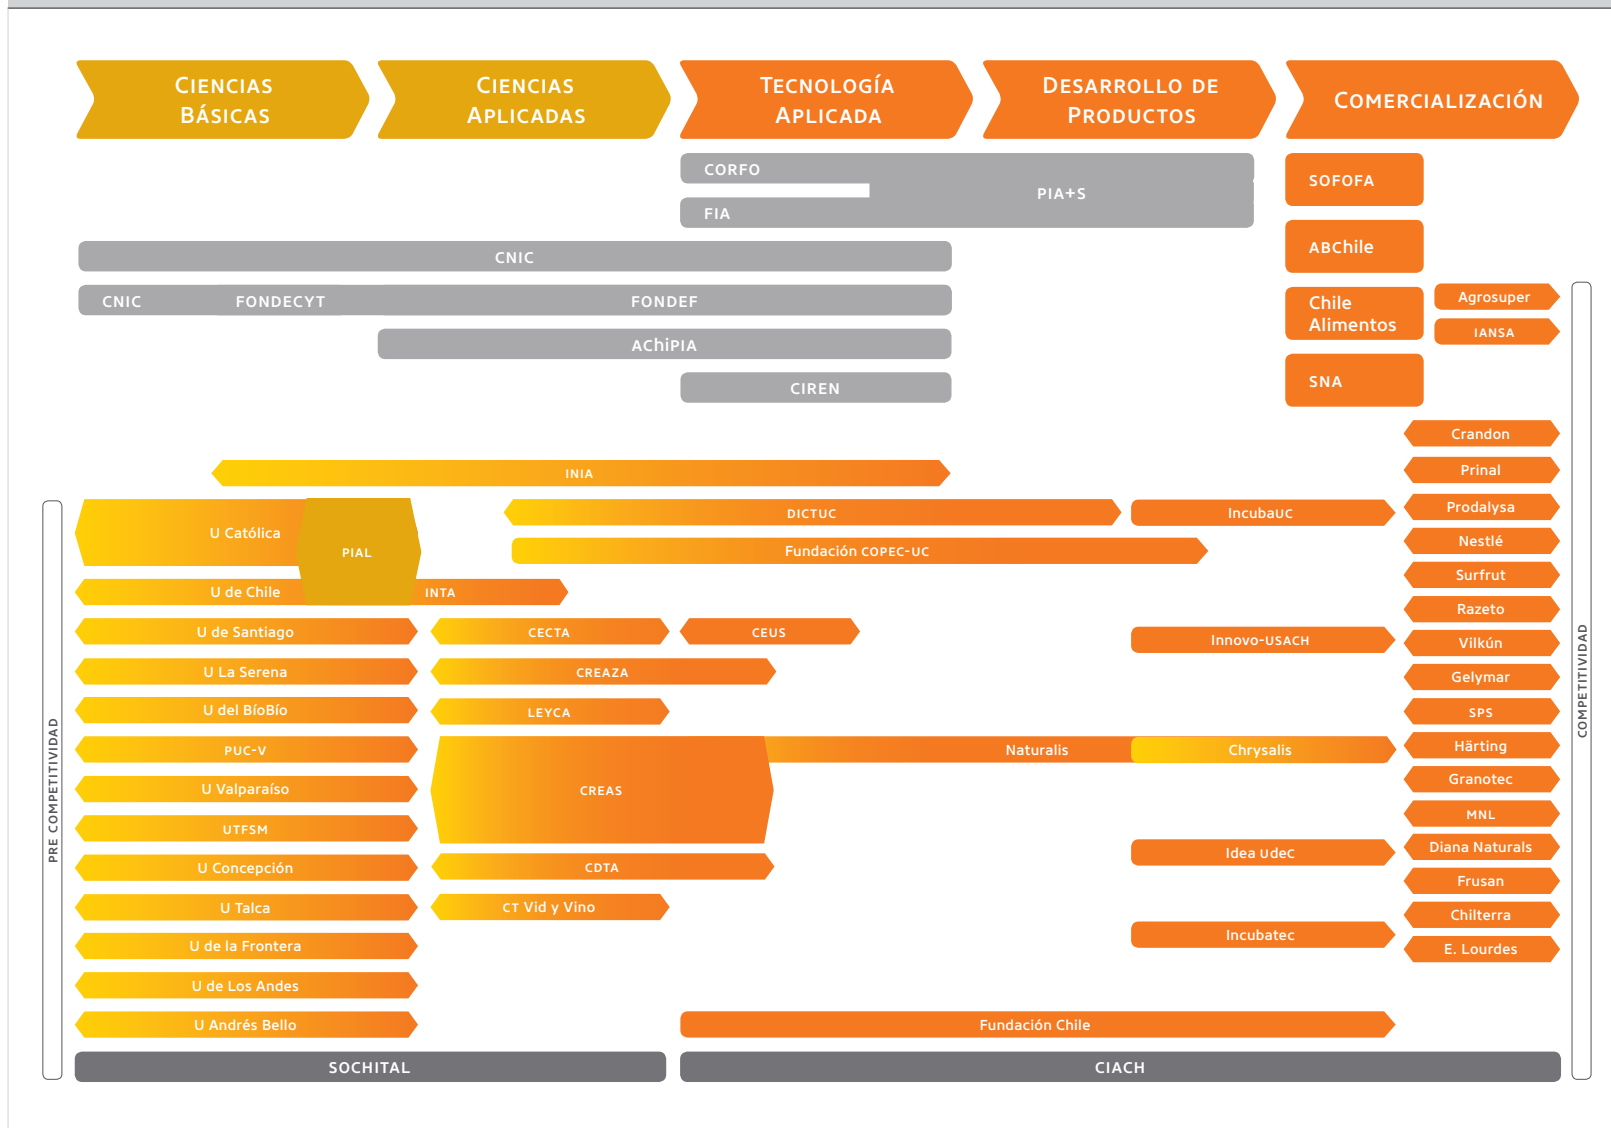 CIENCIAS
BÁSICAS
CIENCIAS
APLICADAS
TECNOLOGÍA
APLICADA
DESARROLLO DE
PRODUCTOS
COMERCIALIZACIÓN
CORFO
PIA+S
FIA
SOFOFA
ABChile
CNIC
CNIC
FONDECYT
FONDEF
Chile
Alimentos
Agrosuper
IANSA
AChiPIA
CIREN
SNA
Crandon
Prinal
Prodalysa
Nestlé
Surfrut
Razeto
Vilkún
Gelymar
SPS
Härting
Granotec
MNL
Diana Naturals
Frusan
Chilterra
E. Lourdes
INIA
U Católica
PIAL
DICTUC
IncubaUC
Fundación COPEC-UC
U de Chile
INTA
U de Santiago
CECTA
CEUS
Innovo-USACH
U La Serena
CREAZA
U del BíoBío
LEYCA
PUC-V
Naturalis
Chrysalis
U Valparaíso
CREAS
UTFSM
U Concepción
CDTA
Idea Udec
U Talca
CT Vid y Vino
U de la Frontera
Incubatec
U de Los Andes
U Andrés Bello
Fundación Chile
SOCHITAL
CIACH
PRE COMPETITIVIDAD
COMPETITIVIDAD